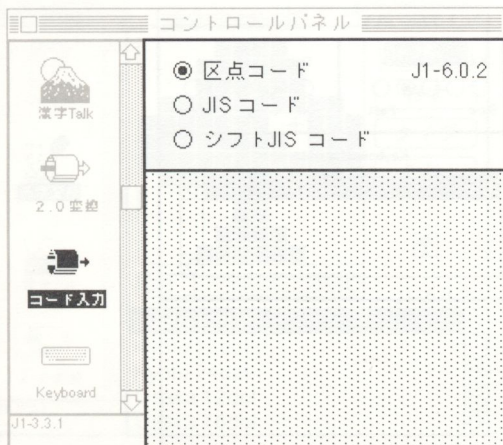 コントロールパネル
漢字Talk
2.0変換
コード入力
Keyboard
J1-3.3.1
区点コード J1-6.0.2
JIS コード
シフトJIS コード